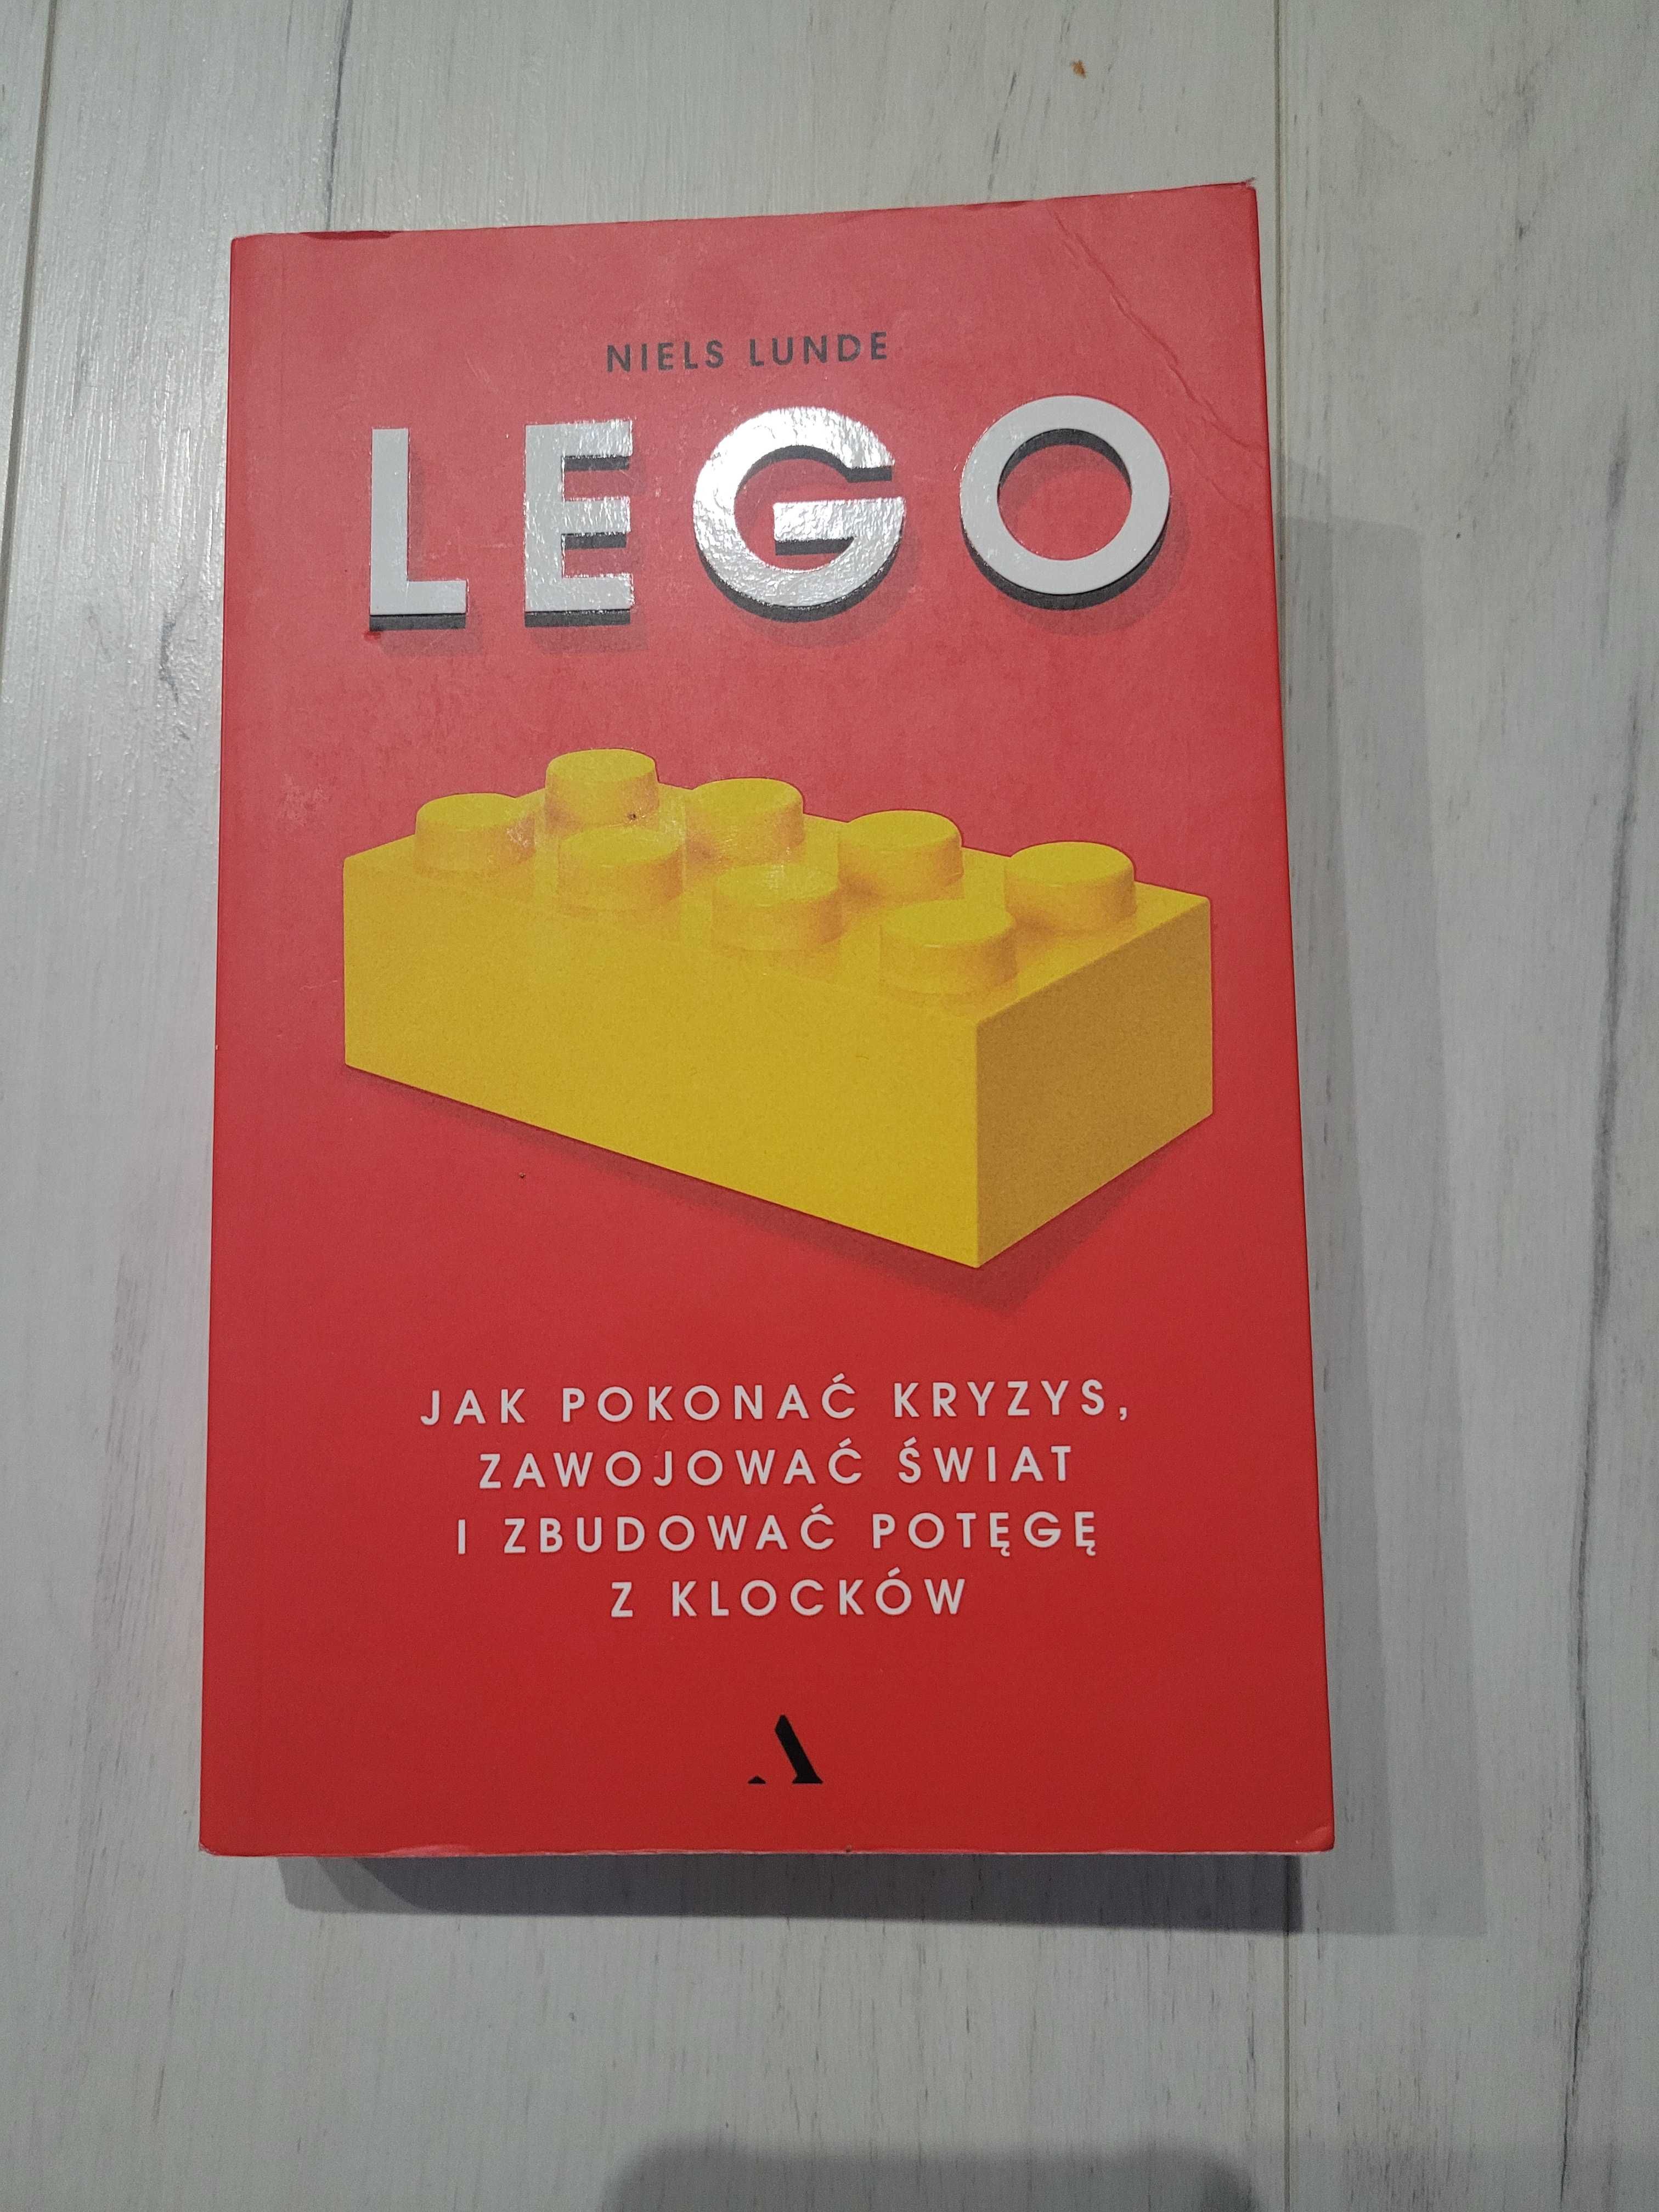 NIELS LUNDE
LEGO
JAK POKONAĆ KRYZYS,
ZAWOJOWAĆ ŚWIAT
I ZBUDOWAĆ POTĘGĘ
Z KLOCKÓW